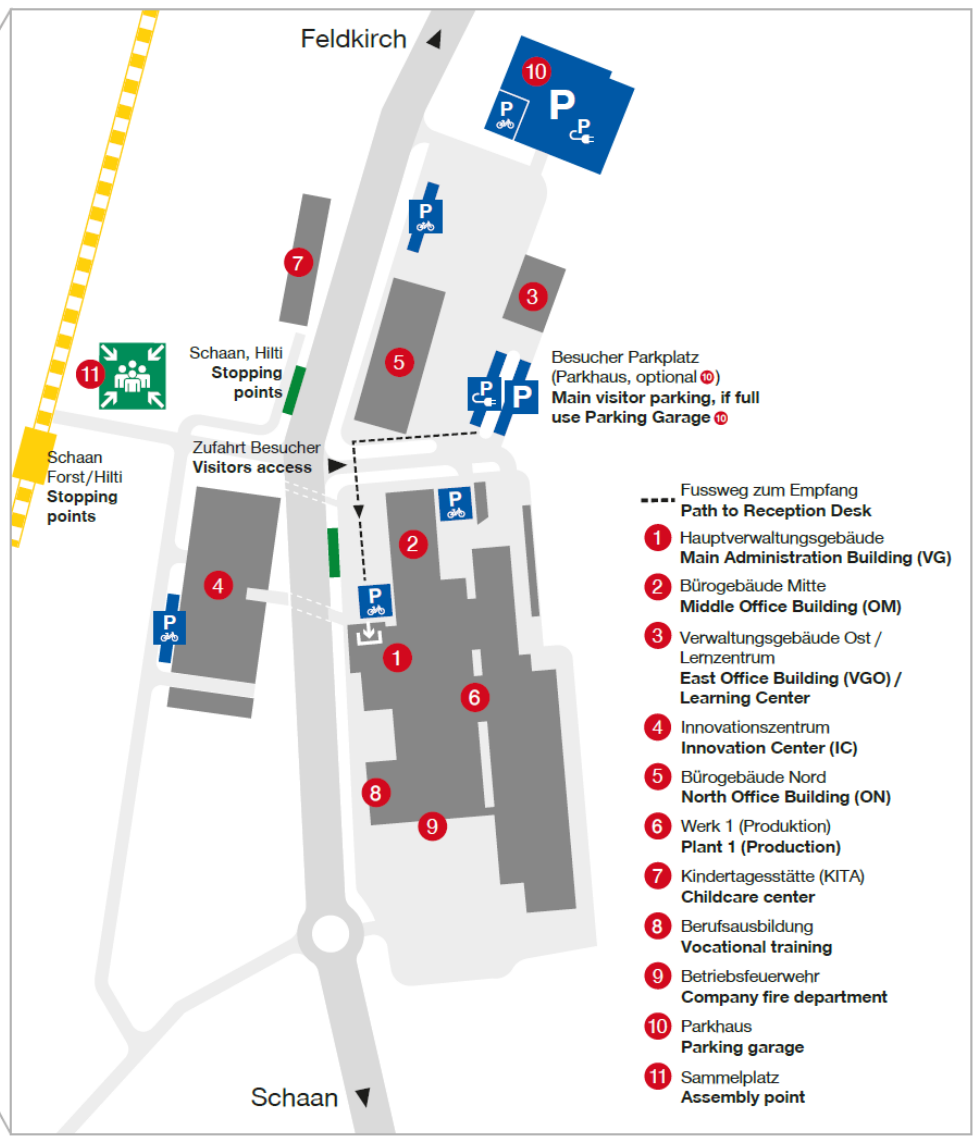 Feldkirch
10
P
P
P
P
7
3
5
Schaan, Hilti
Stopping
points
11
Besucher Parkplatz
(Parkhaus, optional 10)
Main visitor parking, if full
use Parking Garage 10
P
P
Zufahrt Besucher
Visitors access
Schaan
Forst/Hilti
Stopping
points
P
2
4
P
P
1
6
8
9
Fussweg zum Empfang
Path to Reception Desk
1 Hauptverwaltungsgebäude
Main Administration Building (VG)
2 Bürogebäude Mitte
Middle Office Building (OM)
3 Verwaltungsgebäude Ost /
Lernzentrum
East Office Building (VGO) /
Learning Center
4 Innovationszentrum
Innovation Center (IC)
5 Bürogebäude Nord
North Office Building (ON)
6 Werk 1 (Produktion)
Plant 1 (Production)
7 Kindertagesstätte (KITA)
Childcare center
8 Berufsausbildung
Vocational training
9 Betriebsfeuerwehr
Company fire department
10 Parkhaus
Parking garage
11 Sammelplatz
Assembly point
Schaan